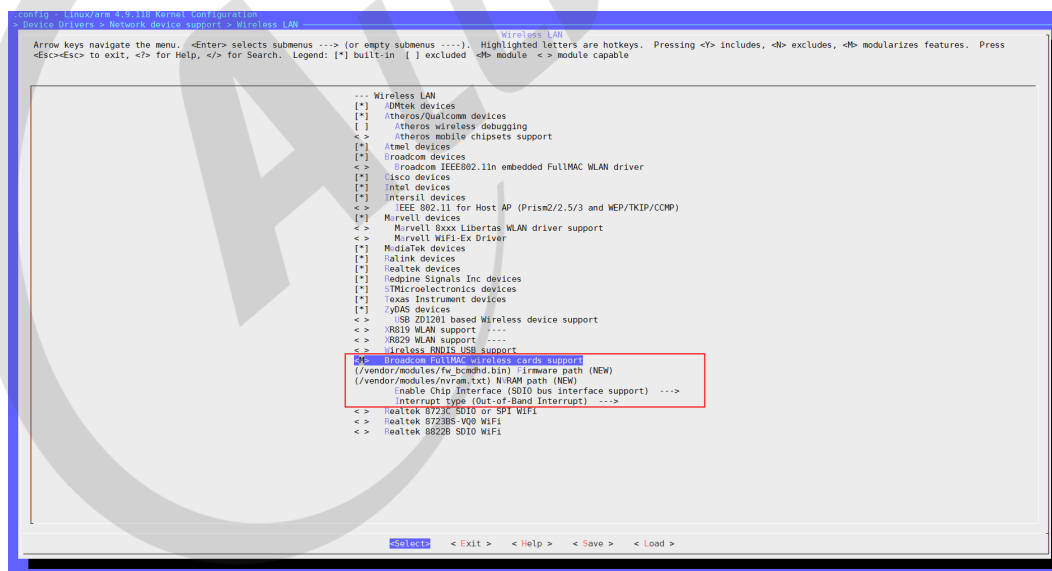 .config - Linux/arm 4.9.118 Kernel Configuration
> Device Drivers > Network device support > Wireless LAN
Wireless LAN
Arrow keys navigate the menu. <Enter> selects submenus ---> (or empty submenus ----). Highlighted letters are hotkeys. Pressing <Y> includes, <N> excludes, <M> modularizes features. Press
<Esc><Esc> to exit, <?> for Help, </> for Search. Legend: [*] built-in [ ] excluded <M> module < > module capable
--- Wireless LAN
[*] ADMtek devices
[*] Atheros/Qualcomm devices
[ ] Atheros wireless debugging
< > Atheros mobile chipsets support
[*] Atmel devices
[*] Broadcom devices
< > Broadcom IEEE802.11n embedded FullMAC WLAN driver
[*] Cisco devices
[*] Intel devices
[*] Intersil devices
< > IEEE 802.11 for Host AP (Prism2/2.5/3 and WEP/TKIP/CCMP)
[*] Marvell devices
< > Marvell 8xxx Libertas WLAN driver support
< > Marvell WiFi-Ex Driver
[*] MediaTek devices
[*] Ralink devices
[*] Realtek devices
[*] Redpine Signals Inc devices
[*] STMicroelectronics devices
[*] Texas Instrument devices
[*] ZyDAS devices
< > USB ZD1201 based Wireless device support
< > XR819 WLAN support ----
< > XR829 WLAN support ----
< > Wireless RNDIS USB support
<M> Broadcom FullMAC wireless cards support
(/vendor/modules/fw_bcmdhd.bin) Firmware path (NEW)
(/vendor/modules/nvram.txt) NVRAM path (NEW)
Enable Chip Interface (SDIO bus interface support) --->
Interrupt type (Out-of-Band Interrupt) --->
< > Realtek 8723C SDIO or SPI WiFi
< > Realtek 8723BS-VQ0 WiFi
< > Realtek 8822B SDIO WiFi
<Select> < Exit > < Help > < Save > < Load >